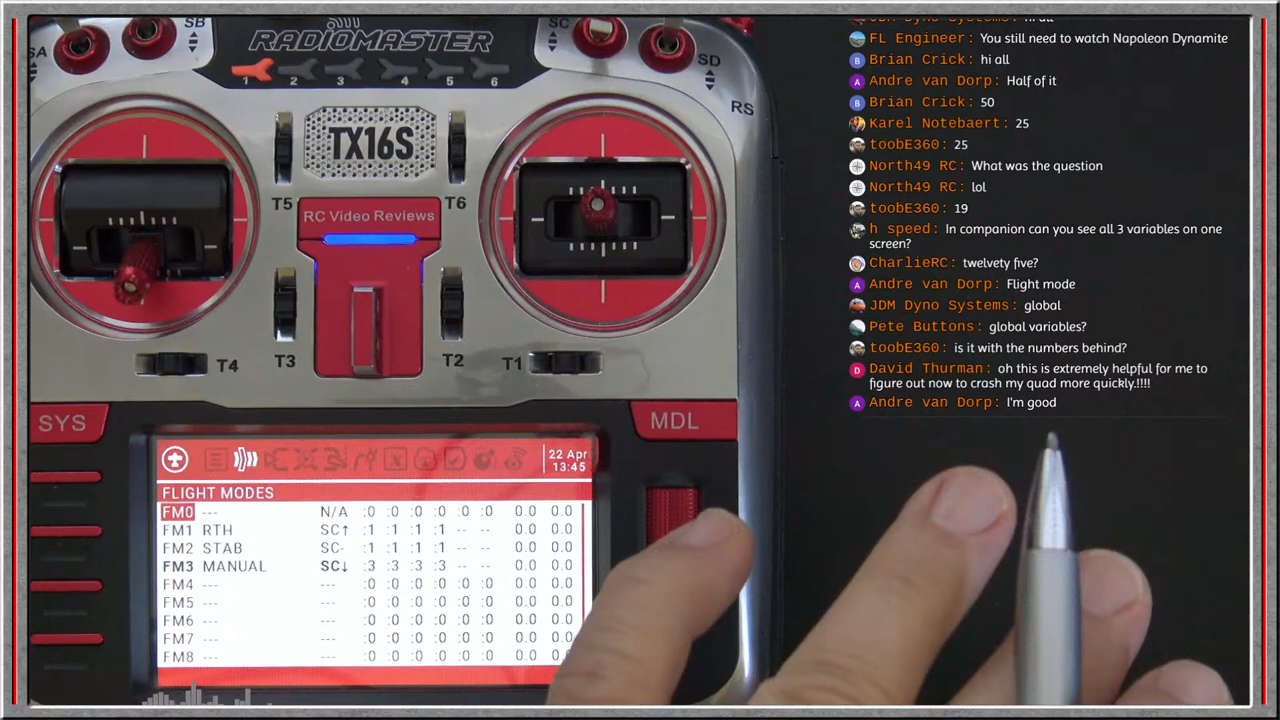 SA
SB
SC
SD
RS
RADIOMASTER
1 2 3 4 5 6
TX16S
T5
T6
RC Video Reviews
T3
T2
T4
T1
SYS
MDL
22 Apr
13:45
FLIGHT MODES
FM0 --- N/A :0 :0 :0 :0 :0 :0 0.0 0.0
FM1 RTH SC↑ :1 :1 :1 :1 -- -- 0.0 0.0
FM2 STAB SC- :1 :1 :1 :1 -- -- 0.0 0.0
FM3 MANUAL SC↓ :3 :3 :3 :3 -- -- 0.0 0.0
FM4 --- --- :0 :0 :0 :0 :0 :0 0.0 0.0
FM5 --- --- :0 :0 :0 :0 :0 :0 0.0 0.0
FM6 --- --- :0 :0 :0 :0 :0 :0 0.0 0.0
FM7 --- --- :0 :0 :0 :0 :0 :0 0.0 0.0
FM8 --- --- :0 :0 :0 :0 :0 :0 0.0
JDM Dyno Systems: hi all
FL Engineer: You still need to watch Napoleon Dynamite
B Brian Crick: hi all
A Andre van Dorp: Half of it
B Brian Crick: 50
Karel Notebaert: 25
toobE360: 25
North49 RC: What was the question
North49 RC: lol
toobE360: 19
h speed: In companion can you see all 3 variables on one
screen?
CharlieRC: twelvety five?
A Andre van Dorp: Flight mode
JDM Dyno Systems: global
Pete Buttons: global variables?
toobE360: is it with the numbers behind?
D David Thurman: oh this is extremely helpful for me to
figure out now to crash my quad more quickly.!!!!
A Andre van Dorp: I'm good